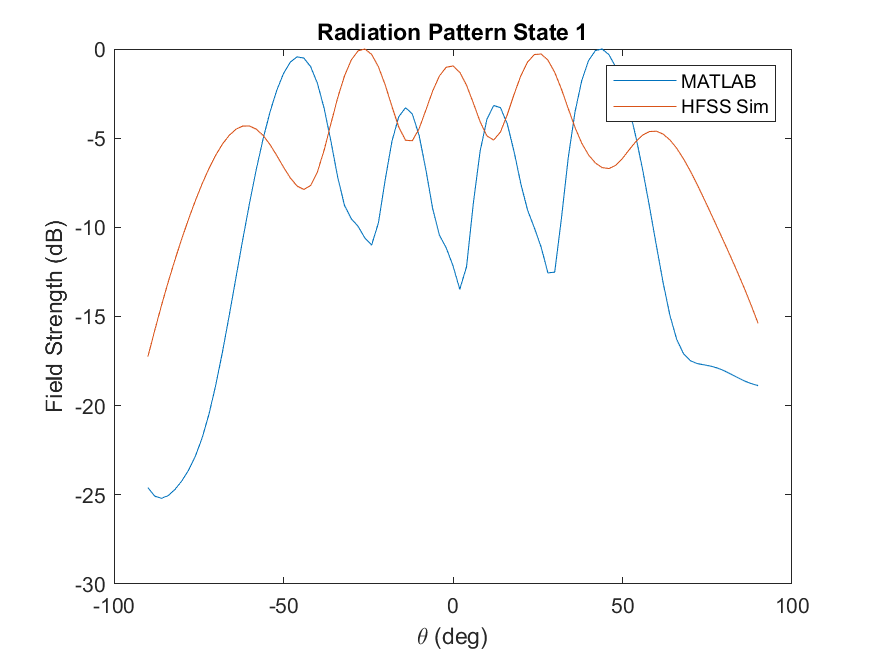 Radiation Pattern State 1
MATLAB
HFSS Sim
Field Strength (dB)
0
-5
-10
-15
-20
-25
-30
-100
-50
0
50
100
θ (deg)